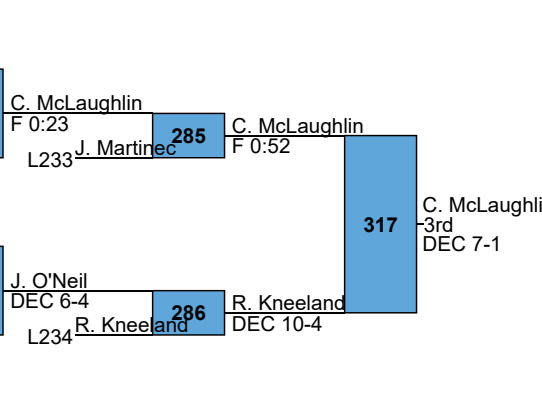 C. McLaughlin
F 0:23
285
L233
J. Martinec
C. McLaughlin
F 0:52
317
C. McLaughli
3rd
DEC 7-1
J. O'Neil
DEC 6-4
286
L234
R. Kneeland
R. Kneeland
DEC 10-4